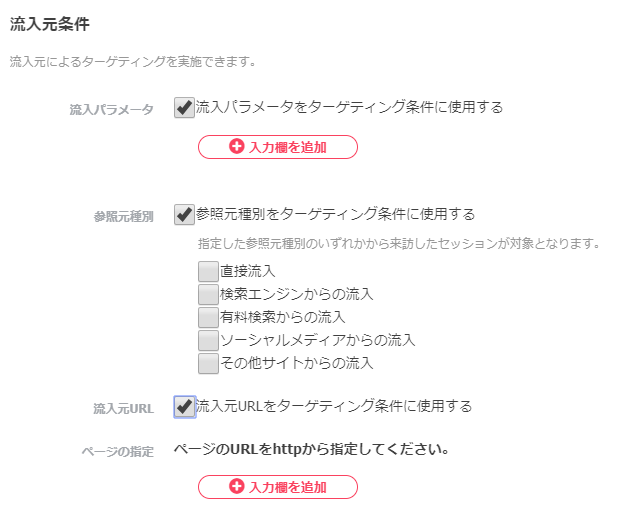 流入元条件
流入元によるターゲティングを実施できます。
流入パラメータ 流入パラメータをターゲティング条件に使用する
入力欄を追加
参照元種別 参照元種別をターゲティング条件に使用する
指定した参照元種別のいずれかから来訪したセッションが対象となります。
直接流入
検索エンジンからの流入
有料検索からの流入
ソーシャルメディアからの流入
その他サイトからの流入
流入元URL 流入元URLをターゲティング条件に使用する
ページの指定 ページのURLをhttpから指定してください。
入力欄を追加